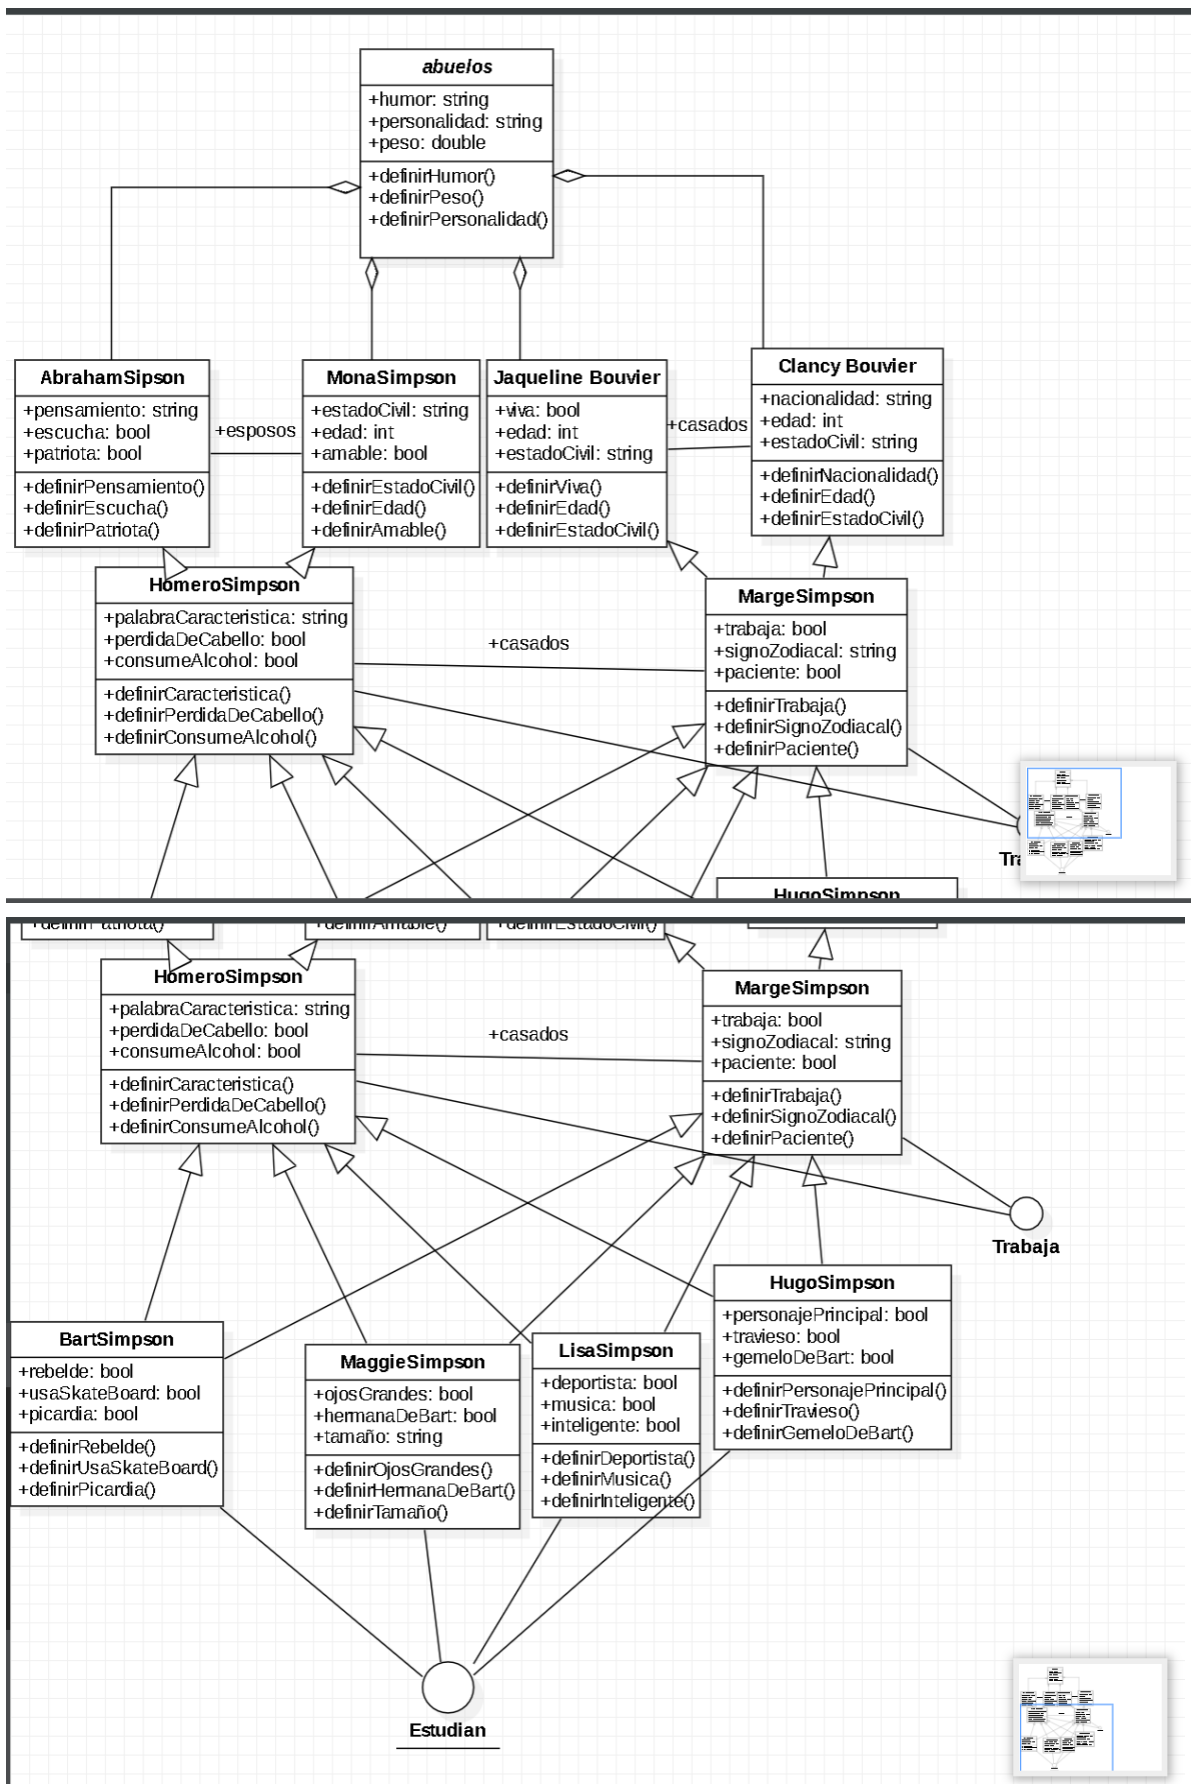 abuelos
+humor: string
+personalidad: string
+peso: double
+definirHumor()
+definirPeso()
+definirPersonalidad()
AbrahamSipson
+pensamiento: string
+escucha: bool
+patriota: bool
+definirPensamiento()
+definirEscucha()
+definirPatriota()
+esposos
MonaSimpson
+estadoCivil: string
+edad: int
+amable: bool
+definirEstadoCivil()
+definirEdad()
+definirAmable()
Jaqueline Bouvier
+viva: bool
+edad: int
+estadoCivil: string
+definirViva()
+definirEdad()
+definirEstadoCivil()
+casados
Clancy Bouvier
+nacionalidad: string
+edad: int
+estadoCivil: string
+definirNacionalidad()
+definirEdad()
+definirEstadoCivil()
HomeroSimpson
+palabraCaracteristica: string
+perdidaDeCabello: bool
+consumeAlcohol: bool
+definirCaracteristica()
+definirPerdidaDeCabello()
+definirConsumeAlcohol()
+casados
MargeSimpson
+trabaja: bool
+signoZodiacal: string
+paciente: bool
+definirTrabaja()
+definirSignoZodiacal()
+definirPaciente()
Tra
HugoSimpson
+definirPatriota()
+definirAmable()
+definirEstadoCivil()
HomeroSimpson
+palabraCaracteristica: string
+perdidaDeCabello: bool
+consumeAlcohol: bool
+definirCaracteristica()
+definirPerdidaDeCabello()
+definirConsumeAlcohol()
+casados
MargeSimpson
+trabaja: bool
+signoZodiacal: string
+paciente: bool
+definirTrabaja()
+definirSignoZodiacal()
+definirPaciente()
Trabaja
BartSimpson
+rebelde: bool
+usaSkateBoard: bool
+picardia: bool
+definirRebelde()
+definirUsaSkateBoard()
+definirPicardia()
MaggieSimpson
+ojosGrandes: bool
+hermanaDeBart: bool
+tamaño: string
+definirOjosGrandes()
+definirHermanaDeBart()
+definirTamaño()
LisaSimpson
+deportista: bool
+musica: bool
+inteligente: bool
+definirDeportista()
+definirMusica()
+definirInteligente()
HugoSimpson
+personajePrincipal: bool
+travieso: bool
+gemeloDeBart: bool
+definirPersonajePrincipal()
+definirTravieso()
+definirGemeloDeBart()
Estudian